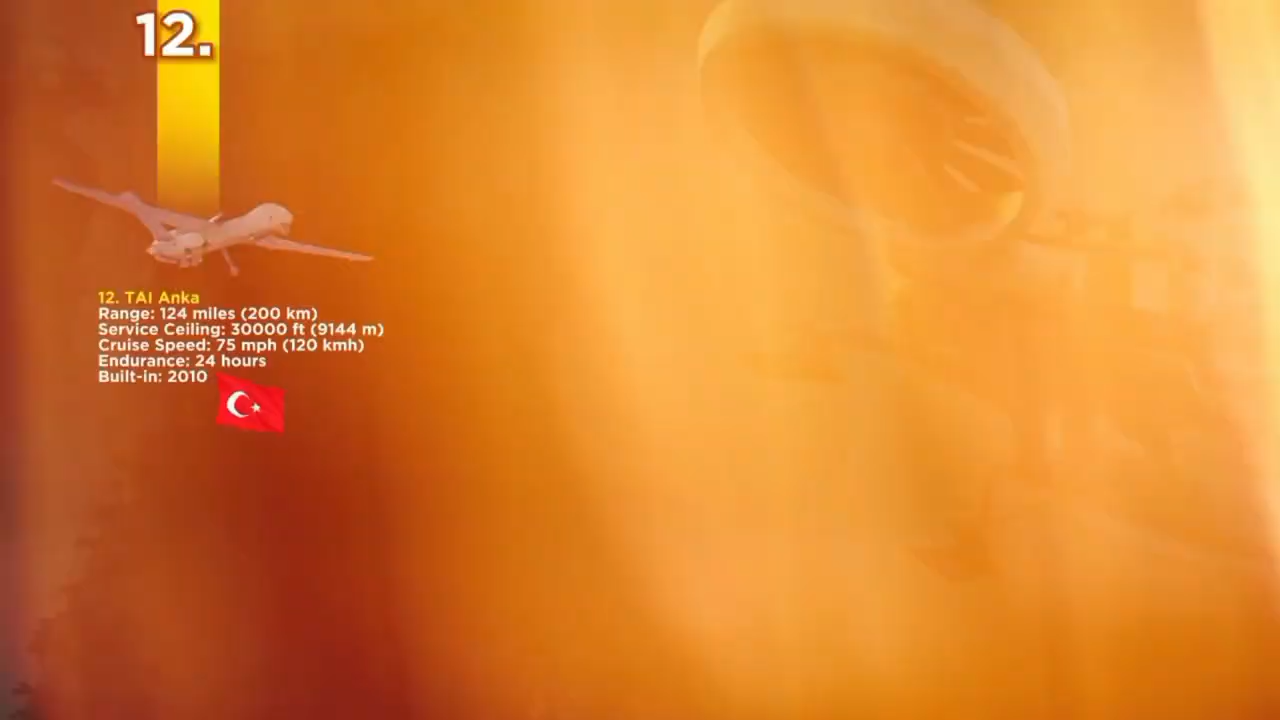 12.
12. TAI Anka
Range: 124 miles (200 km)
Service Ceiling: 30000 ft (9144 m)
Cruise Speed: 75 mph (120 kmh)
Endurance: 24 hours
Built-in: 2010